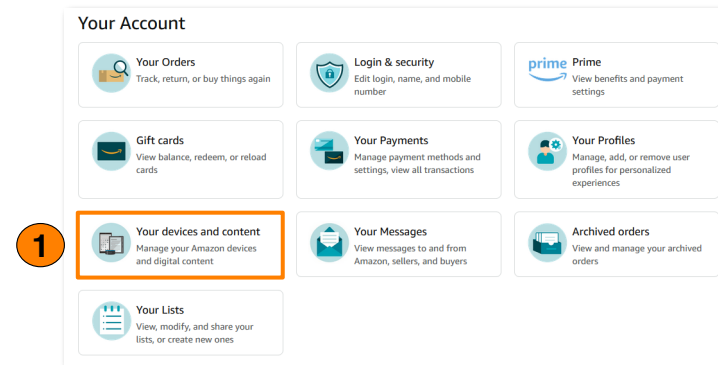 Your Account
Your Orders
Track, return, or buy things again
Login & security
Edit login, name, and mobile
number
prime
Prime
View benefits and payment
settings
Gift cards
View balance, redeem, or reload
cards
Your Payments
Manage payment methods and
settings, view all transactions
Your Profiles
Manage, add, or remove user
profiles for personalized
experiences
1
Your devices and content
Manage your Amazon devices
and digital content
Your Messages
View messages to and from
Amazon, sellers, and buyers
Archived orders
View and manage your archived
orders
Your Lists
View, modify, and share your
lists, or create new ones